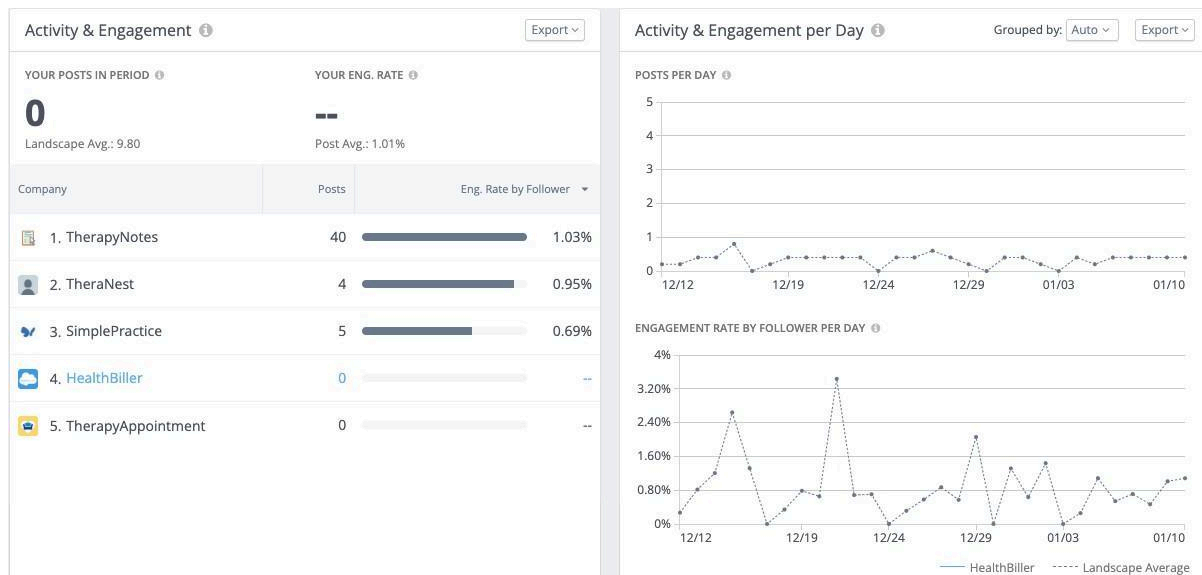 Activity & Engagement
Export
YOUR POSTS IN PERIOD
YOUR ENG. RATE
0
--
Landscape Avg.: 9.80
Post Avg.: 1.01%
Company
Posts
Eng. Rate by Follower
1. TherapyNotes 40 1.03%
2. TheraNest 4 0.95%
3. SimplePractice 5 0.69%
4. HealthBiller 0 --
5. TherapyAppointment 0 --
Activity & Engagement per Day
Grouped by: Auto
Export
POSTS PER DAY
5
4
3
2
1
0
12/12 12/19 12/24 12/29 01/03 01/10
ENGAGEMENT RATE BY FOLLOWER PER DAY
4%
3.20%
2.40%
1.60%
0.80%
0%
12/12 12/19 12/24 12/29 01/03 01/10
HealthBiller Landscape Average